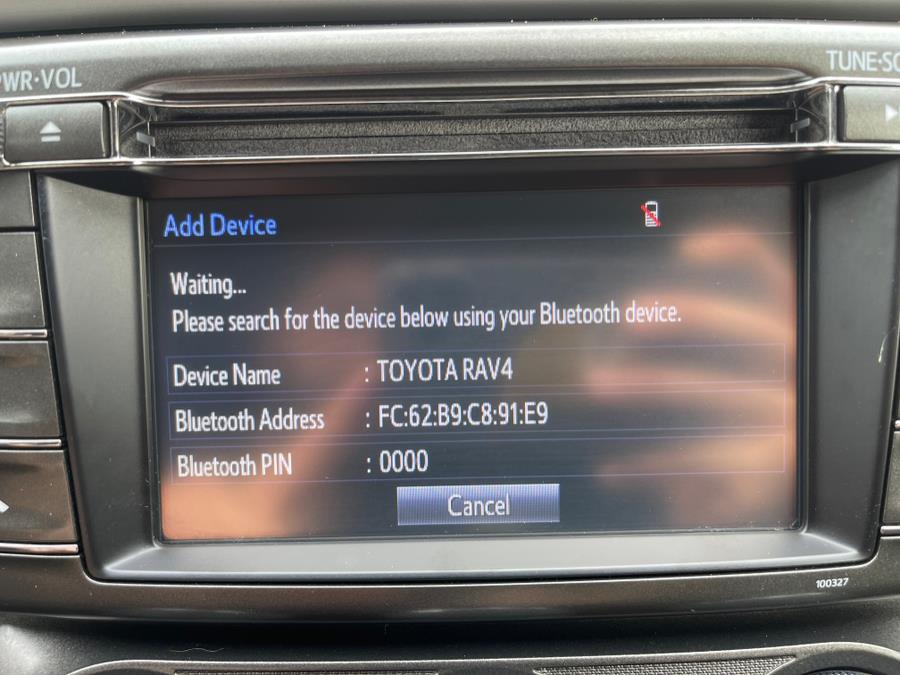 PWR·VOL
TUNE·SC
Add Device
Waiting...
Please search for the device below using your Bluetooth device.
Device Name : TOYOTA RAV4
Bluetooth Address : FC:62:B9:C8:91:E9
Bluetooth PIN : 0000
Cancel
100327